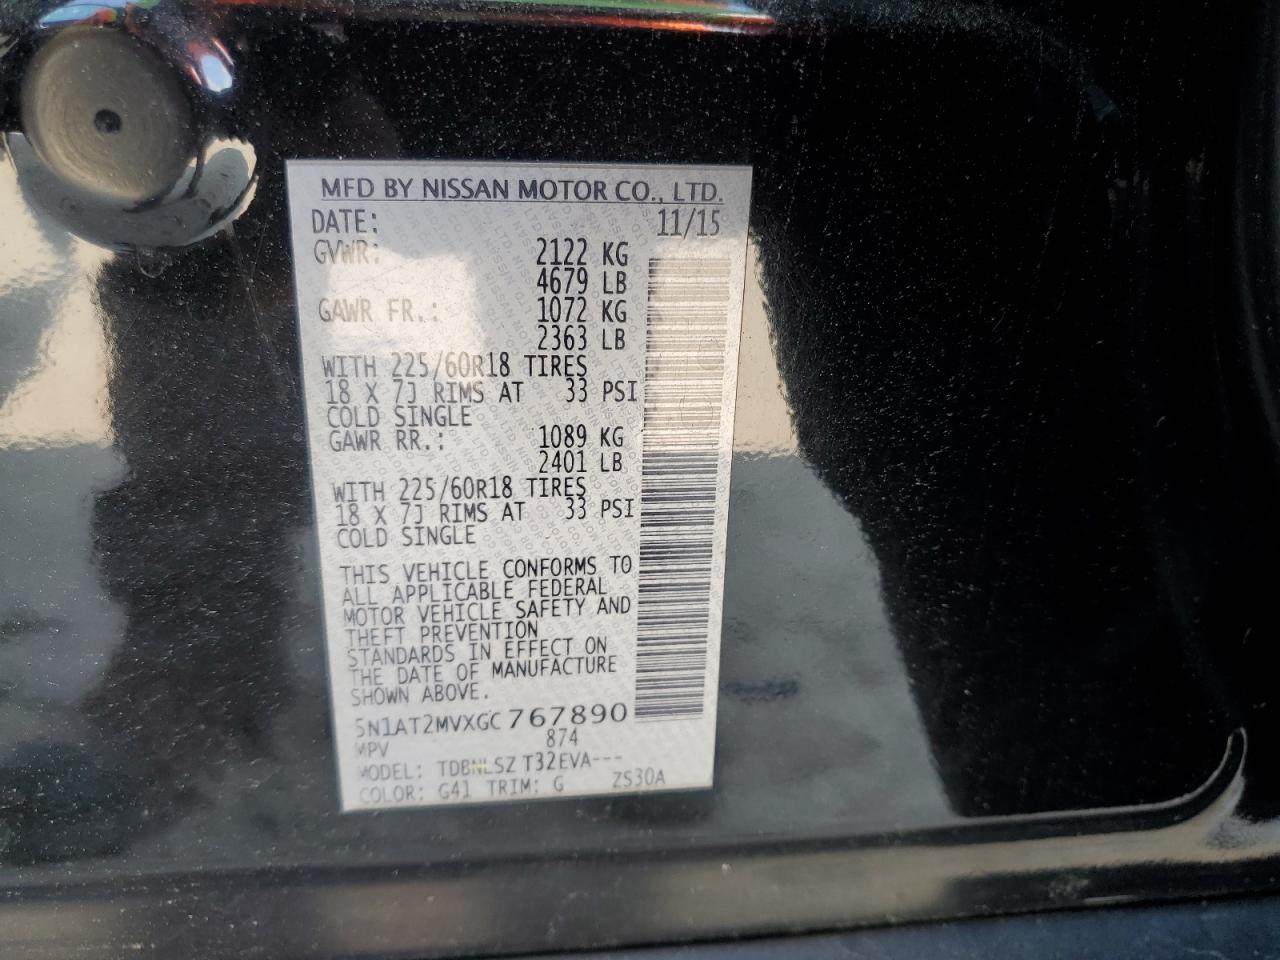 MFD BY NISSAN MOTOR CO., LTD.
DATE: 11/15
GVWR: 2122 KG
4679 LB
GAWR FR.: 1072 KG
2363 LB
WITH 225/60R18 TIRES
18 X 7J RIMS AT 33 PSI
COLD SINGLE
GAWR RR.: 1089 KG
2401 LB
WITH 225/60R18 TIRES
18 X 7J RIMS AT 33 PSI
COLD SINGLE
THIS VEHICLE CONFORMS TO
ALL APPLICABLE FEDERAL
MOTOR VEHICLE SAFETY AND
THEFT PREVENTION
STANDARDS IN EFFECT ON
THE DATE OF MANUFACTURE
SHOWN ABOVE.
5N1AT2MVXGC767890
MPV 874
MODEL: TDBNLSZ T32EVA---
COLOR: G41 TRIM: G ZS30A